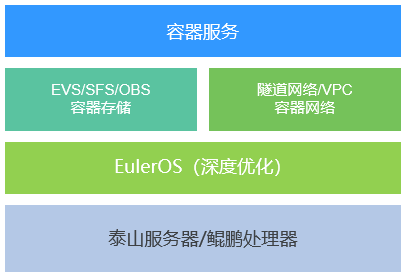 容器服务
EVS/SFS/OBS
容器存储
隧道网络/VPC
容器网络
EulerOS（深度优化）
泰山服务器/鲲鹏处理器